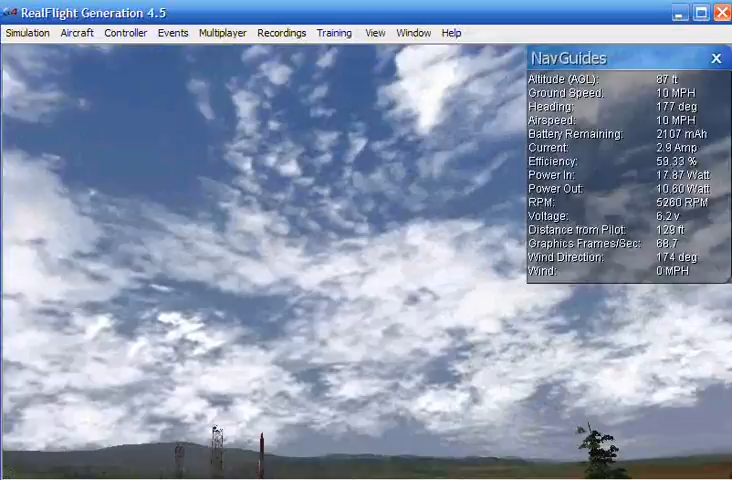 RealFlight Generation 4.5
Simulation Aircraft Controller Events Multiplayer Recordings Training View Window Help
NavGuides X
Altitude (AGL): 87 ft
Ground Speed: 10 MPH
Heading: 177 deg
Airspeed: 10 MPH
Battery Remaining: 2107 mAh
Current: 2.9 Amp
Efficiency: 59.33 %
Power In: 17.87 Watt
Power Out: 10.60 Watt
RPM: 5260 RPM
Voltage: 6.2 v
Distance from Pilot: 129 ft
Graphics Frames/Sec: 68.7
Wind Direction: 174 deg
Wind: 0 MPH